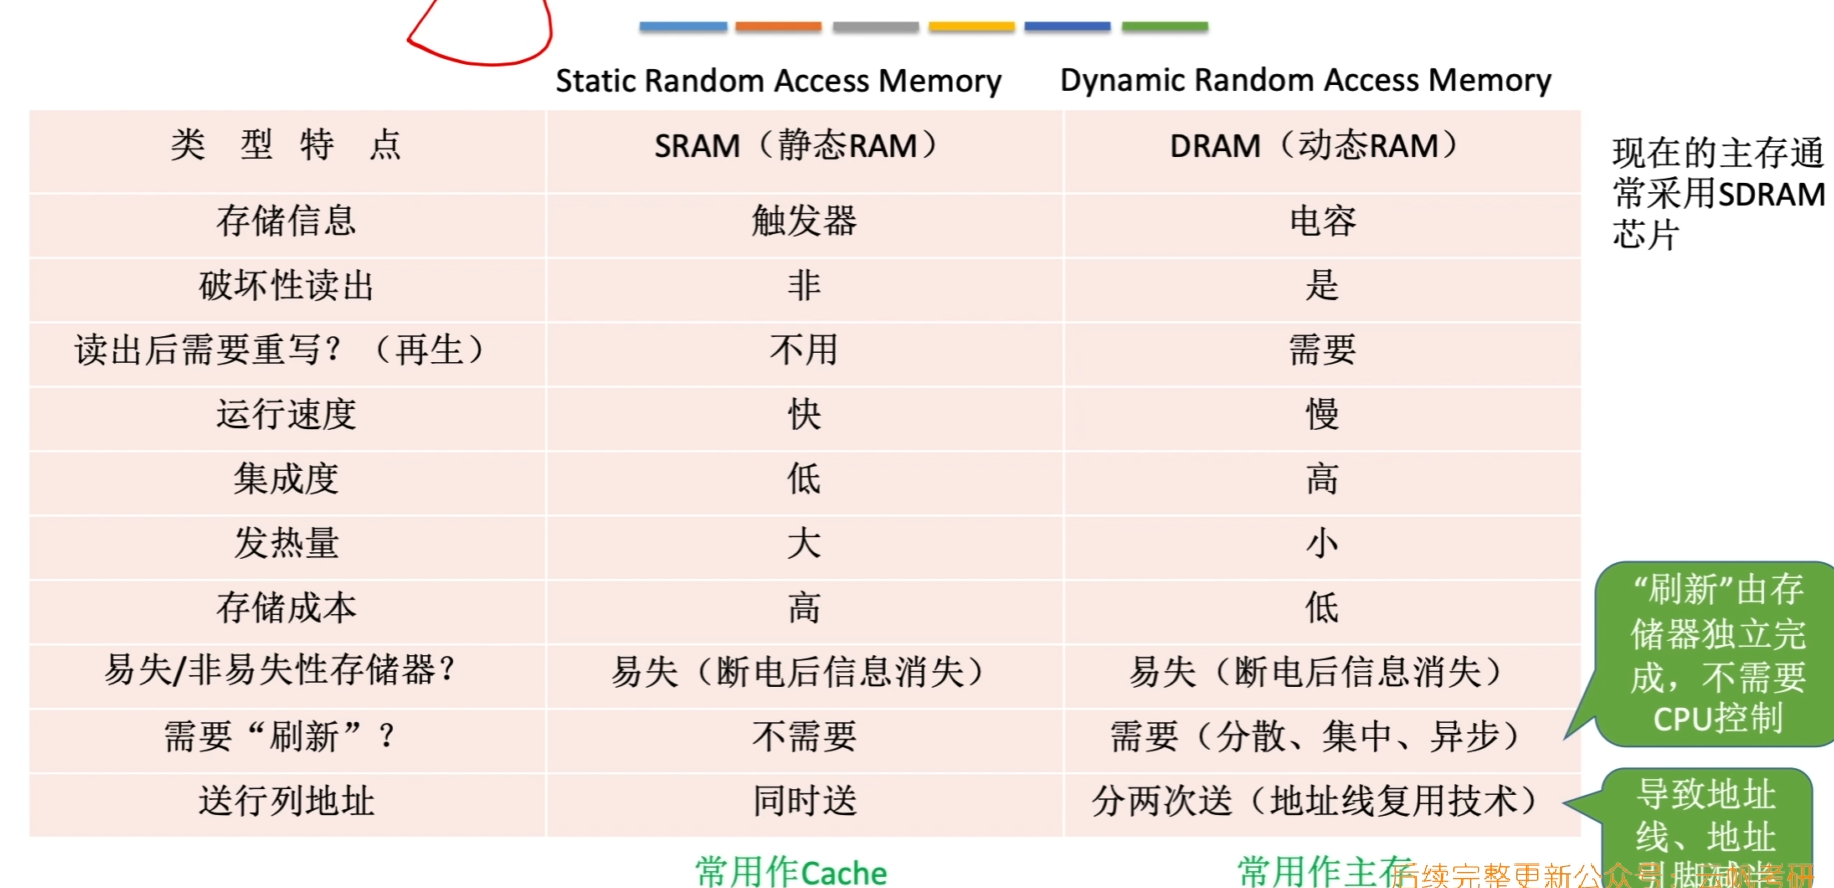 Static Random Access Memory
Dynamic Random Access Memory
类 型 特 点
SRAM（静态RAM）
DRAM（动态RAM）
存储信息
触发器
电容
破坏性读出
非
是
读出后需要重写？（再生）
不用
需要
运行速度
快
慢
集成度
低
高
发热量
大
小
存储成本
高
低
易失/非易失性存储器？
易失（断电后信息消失）
易失（断电后信息消失）
需要“刷新”？
不需要
需要（分散、集中、异步）
送行列地址
同时送
分两次送（地址线复用技术）
常用作Cache
常用作主存
现在的主存通
常采用SDRAM
芯片
“刷新”由存
储器独立完
成，不需要
CPU控制
导致地址
线、地址
引脚减半
后续完整更新公众号：
考研